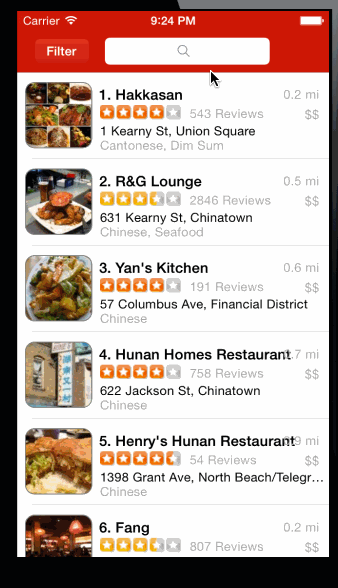 Carrier 9:24 PM
Filter
1. Hakkasan 0.2 mi
543 Reviews $$
1 Kearny St, Union Square
Cantonese, Dim Sum
2. R&G Lounge 0.5 mi
2846 Reviews $$
631 Kearny St, Chinatown
Chinese, Seafood
3. Yan's Kitchen 0.6 mi
191 Reviews $$
57 Columbus Ave, Financial District
Chinese
4. Hunan Homes Restaurant 0.7 mi
758 Reviews $$
622 Jackson St, Chinatown
Chinese
5. Henry's Hunan Restaurant mi
54 Reviews $$
1398 Grant Ave, North Beach/Telegr...
Chinese
6. Fang 0.2 mi
807 Reviews $$